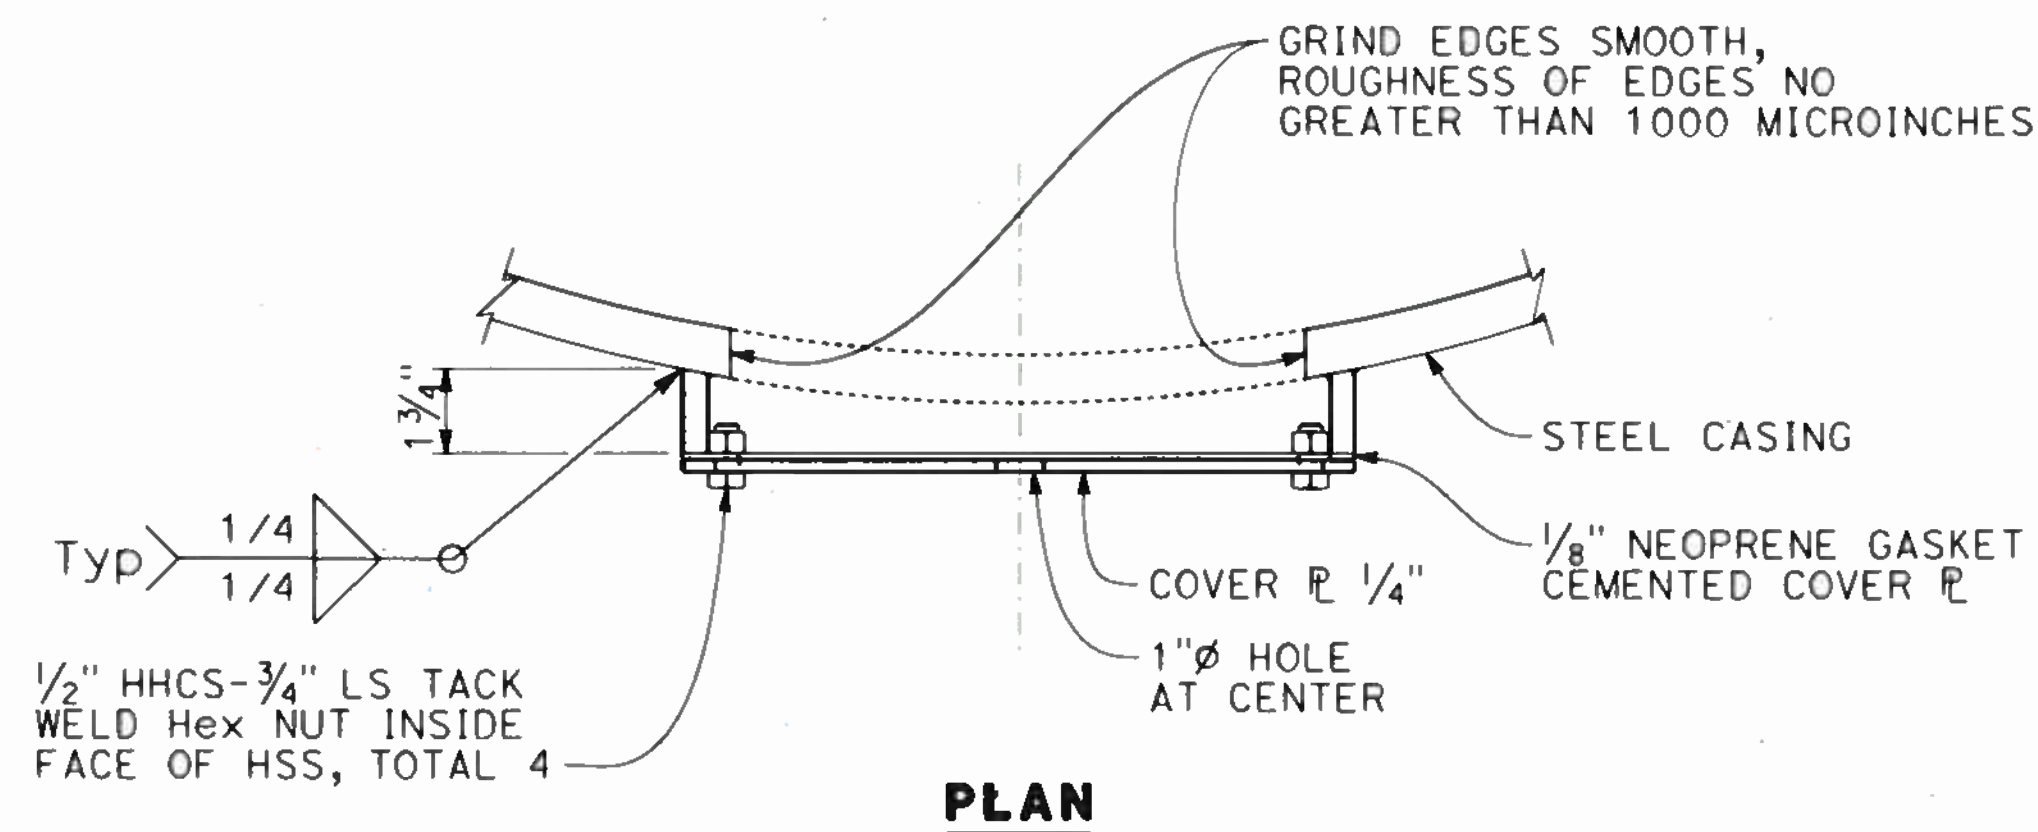 GRIND EDGES SMOOTH,
ROUGHNESS OF EDGES NO
GREATER THAN 1000 MICROINCHES
1 3/4"
STEEL CASING
Typ
1/4
1/4
1/8" NEOPRENE GASKET
CEMENTED COVER ⅊
COVER ⅊ 1/4"
1"Ø HOLE
AT CENTER
1/2" HHCS-3/4" LS TACK
WELD Hex NUT INSIDE
FACE OF HSS, TOTAL 4
PLAN